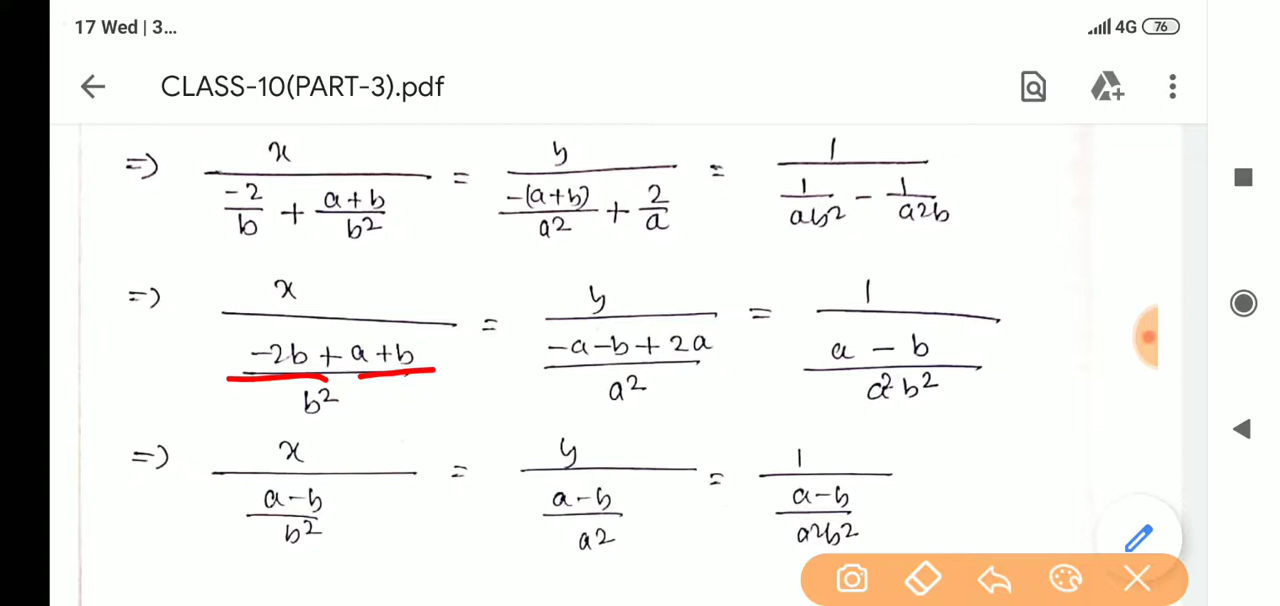 17 Wed | 3... 4G 76
CLASS-10(PART-3).pdf
=> x / (-2/b + (a+b)/b2) = y / (-(a+b)/a2 + 2/a) = 1 / (1/ab2 - 1/a2b)
=> x / ((-2b + a + b)/b2) = y / ((-a-b+2a)/a2) = 1 / ((a - b)/a2b2)
=> x / ((a-b)/b2) = y / ((a-b)/a2) = 1 / ((a-b)/a2b2)